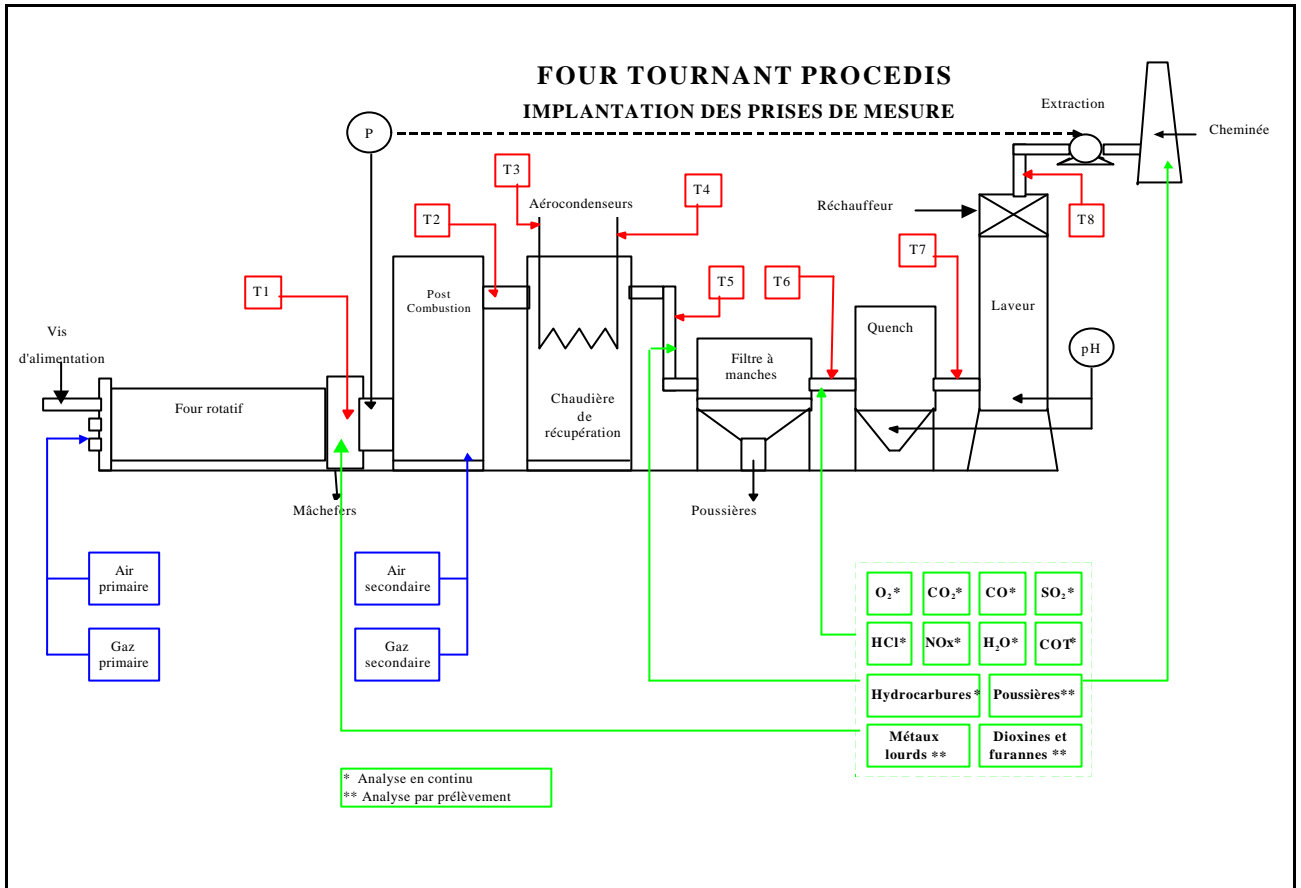 FOUR TOURNANT PROCEDIS
IMPLANTATION DES PRISES DE MESURE
Extraction
Cheminée
P
T3
T4
Aérocondenseurs
Réchauffeur
T2
T8
T7
T1
Post
Combustion
T5
T6
Quench
Laveur
Vis
d'alimentation
pH
Filtre à
manches
Four rotatif
Chaudière
de
récupération
Mâchefers
Poussières
Air
primaire
Air
secondaire
Gaz
primaire
Gaz
secondaire
O₂*
CO₂*
CO*
SO₂*
HCl*
NOx*
H₂O*
COT*
Hydrocarbures*
Poussières**
Métaux
lourds **
Dioxines et
furannes **
* Analyse en continu
** Analyse par prélèvement